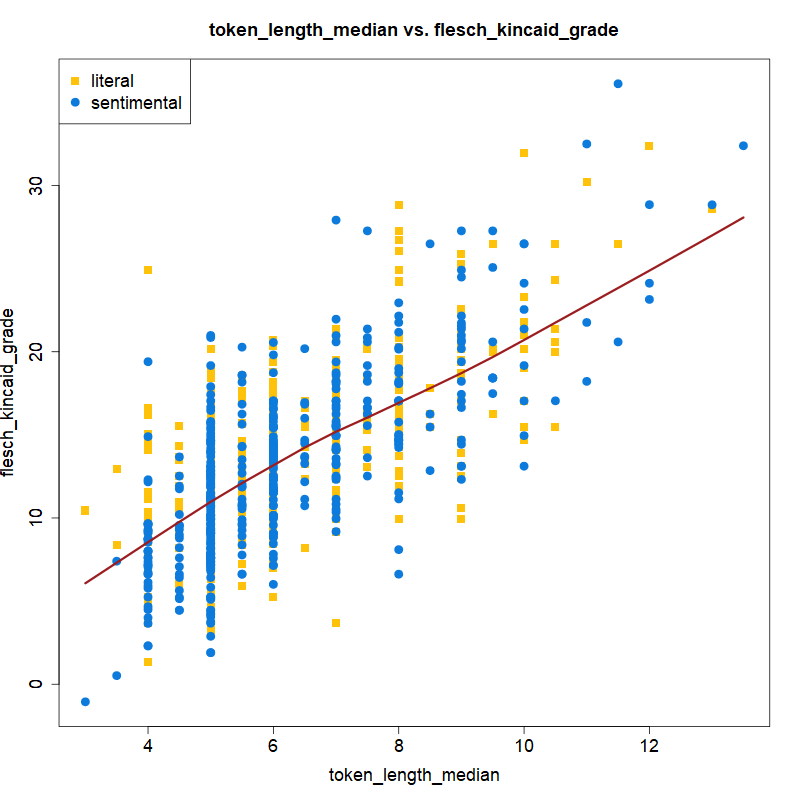 token_length_median vs. flesch_kincaid_grade
literal
sentimental
flesch_kincaid_grade
30
20
10
0
4 6 8 10 12
token_length_median